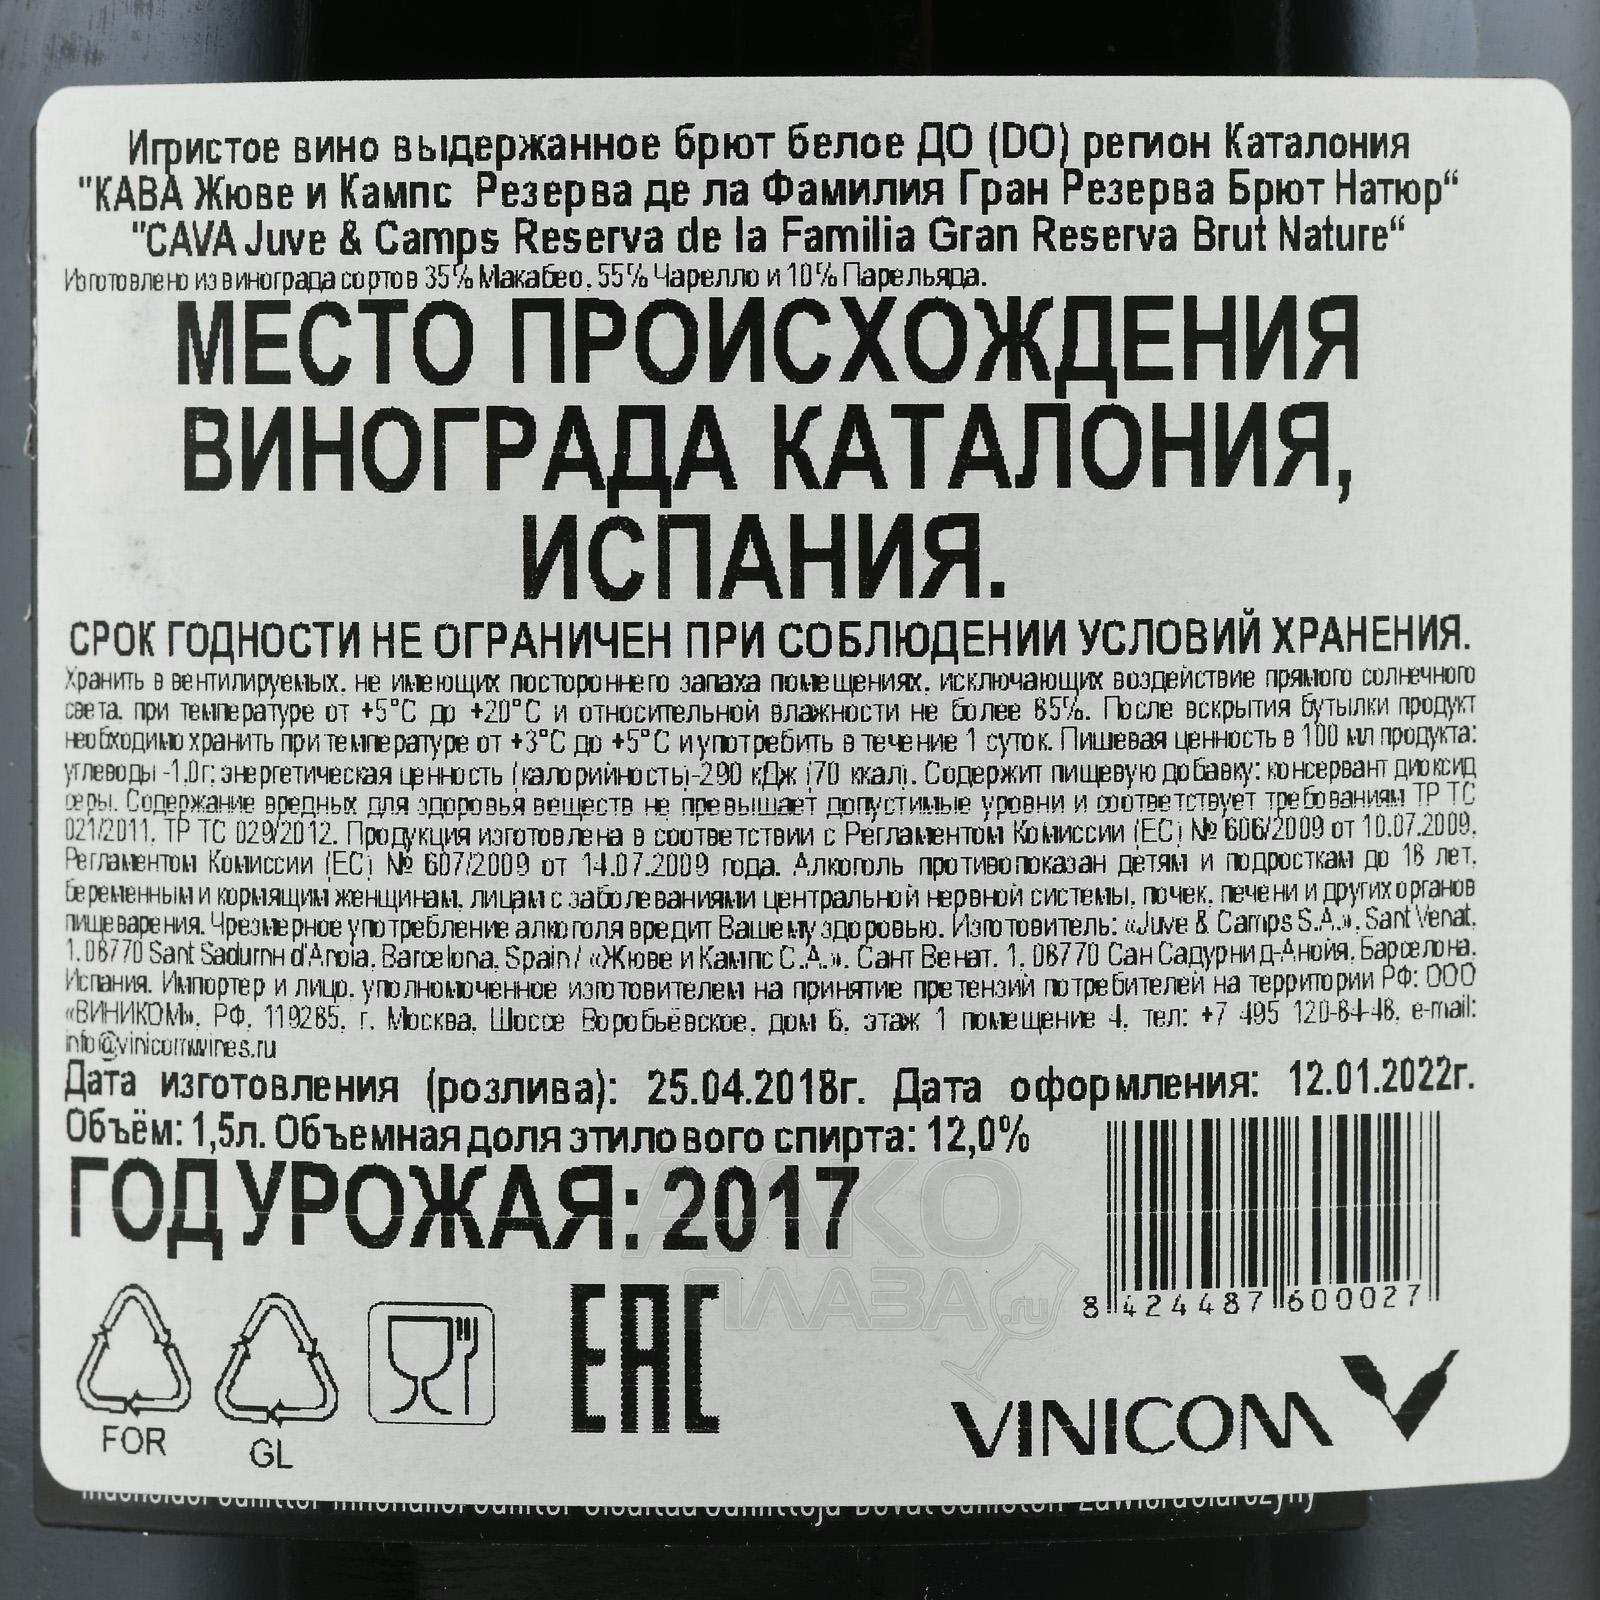 Игристое вино выдержанное брют белое ДО (DO) регион Каталония
"КАВА Жюве и Кампс Резерва де ла Фамилия Гран Резерва Брют Натюр“
"CAVA Juve & Camps Reserva de la Familia Gran Reserva Brut Nature“
Изготовлено из винограда сортов 35% Макабео, 55% Чарелло и 10% Парельяда.
МЕСТО ПРОИСХОЖДЕНИЯ
ВИНОГРАДА КАТАЛОНИЯ,
ИСПАНИЯ.
СРОК ГОДНОСТИ НЕ ОГРАНИЧЕН ПРИ СОБЛЮДЕНИИ УСЛОВИЙ ХРАНЕНИЯ.
Хранить в вентилируемых, не имеющих постороннего запаха помещениях, исключающих воздействие прямого солнечного
света, при температуре от +5°С до +20°С и относительной влажности не более 85%. После вскрытия бутылки продукт
необходимо хранить при температуре от +3°С до +5°С и употребить в течение 1 суток. Пищевая ценность в 100 мл продукта:
углеводы -1,0г; энергетическая ценность (калорийность)-290 кДж (70 ккал). Содержит пищевую добавку: консервант диоксид
серы. Содержание вредных для здоровья веществ не превышает допустимые уровни и соответствует требованиям ТР ТС
021/2011, ТР ТС 029/2012. Продукция изготовлена в соответствии с Регламентом Комиссии (ЕС) № 606/2009 от 10.07.2009,
Регламентом Комиссии (ЕС) № 607/2009 от 14.07.2009 года. Алкоголь противопоказан детям и подросткам до 18 лет,
беременным и кормящим женщинам, лицам с заболеваниями центральной нервной системы, почек, печени и других органов
пищеварения. Чрезмерное употребление алкоголя вредит Вашему здоровью. Изготовитель: «Juve & Camps S.A.», Sant Venat,
1, 08770 Sant Sadurni d'Anoia, Barcelona, Spain / «Жюве и Кампс С.А.», Сант Венат, 1, 08770 Сан Садурни д-Анойя, Барселона,
Испания. Импортер и лицо, уполномоченное изготовителем на принятие претензий потребителей на территории РФ: ООО
«ВИНИКОМ», РФ, 119285, г. Москва, Шоссе Воробьёвское, дом 6, этаж 1 помещение 4, тел: +7 495 120-84-48, e-mail:
info@vinicomwines.ru
Дата изготовления (розлива): 25.04.2018г. Дата оформления: 12.01.2022г.
Объём: 1,5л. Объемная доля этилового спирта: 12,0%
ГОД УРОЖАЯ: 2017
АЛКО
ПЛАЗА.ru
8 424487 600027
FOR
GL
EAC
VINICOM